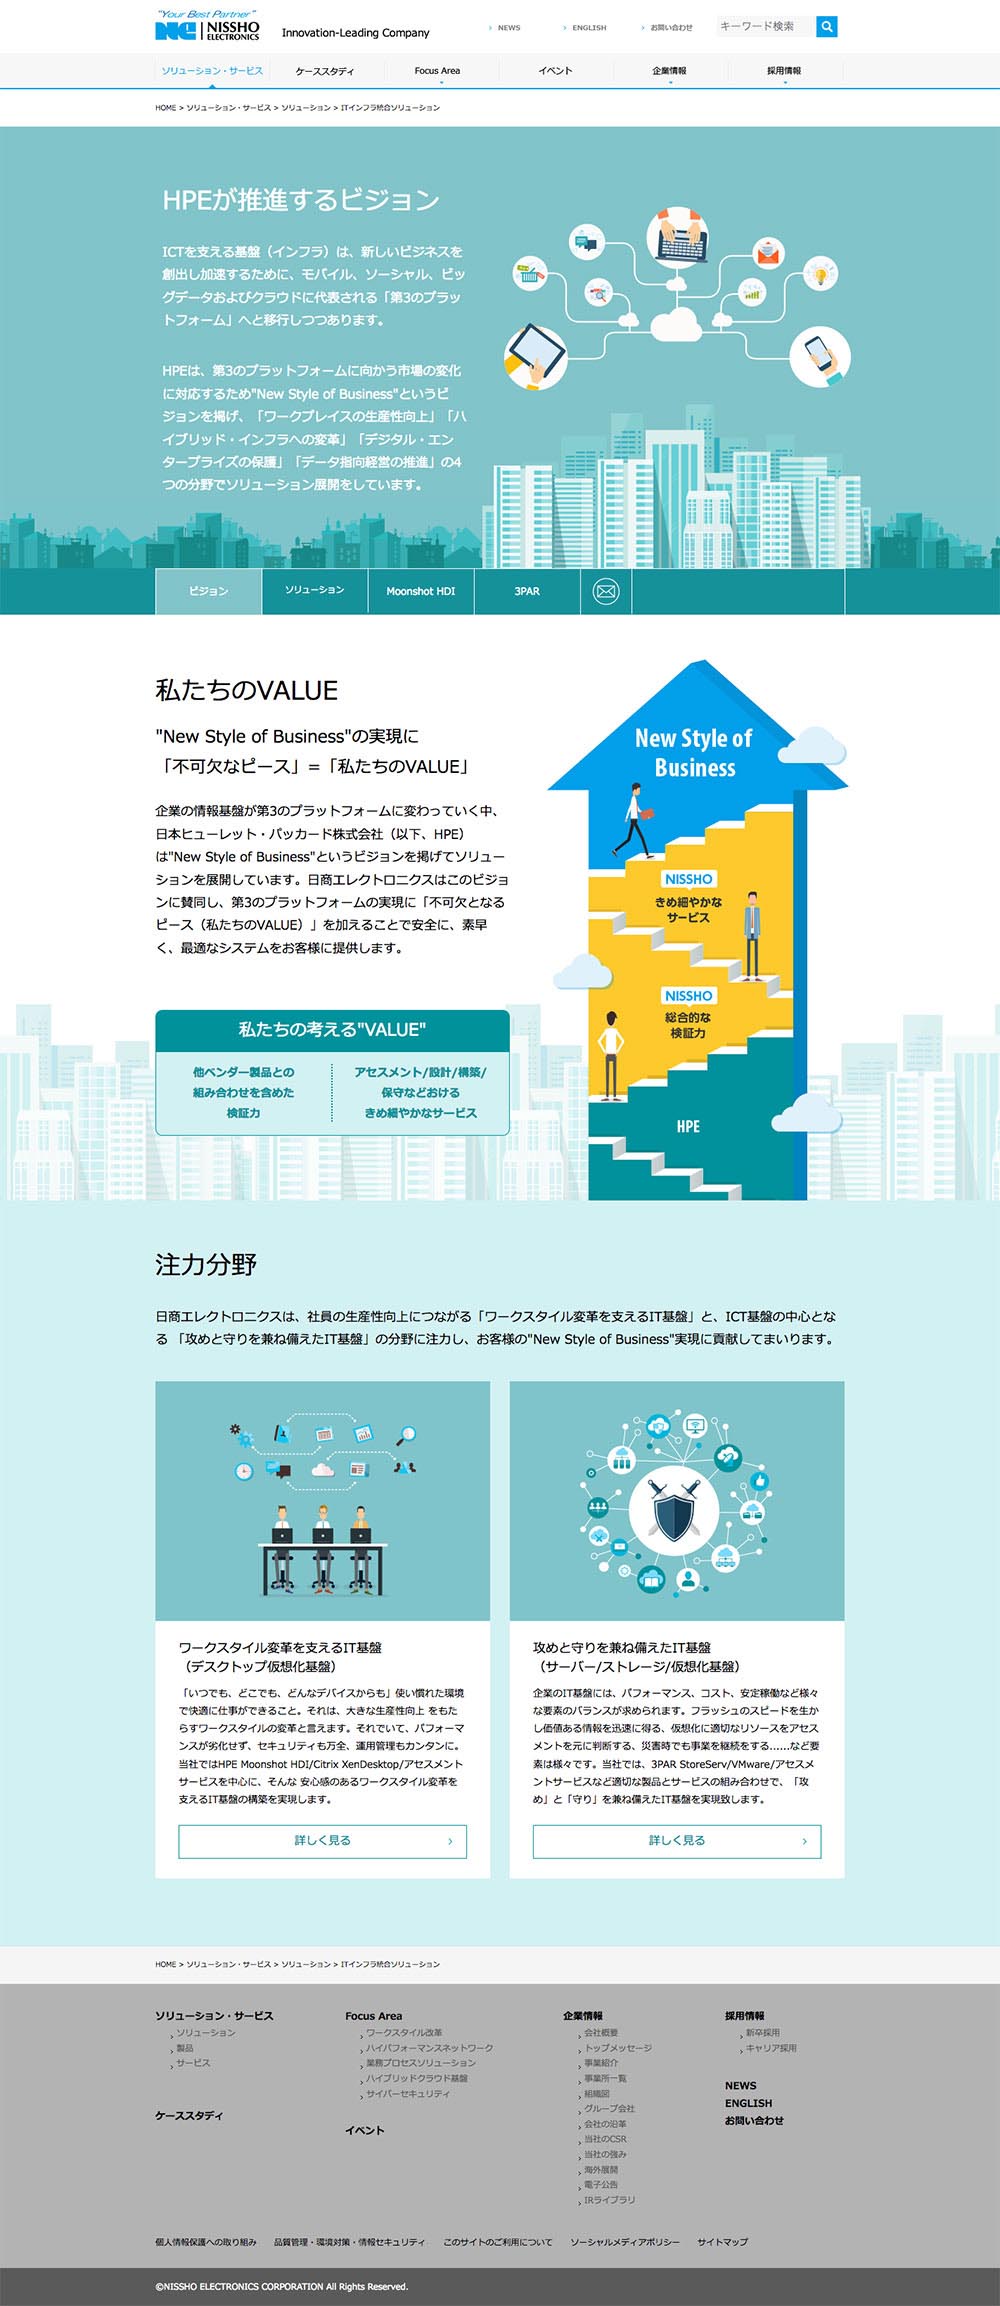 "Your Best Partner"
NISSHO
ELECTRONICS
Innovation-Leading Company
NEWS
ENGLISH
お問い合わせ
キーワード検索
ソリューション・サービス
ケーススタディ
Focus Area
イベント
企業情報
採用情報
HOME > ソリューション・サービス > ソリューション > ITインフラ統合ソリューション
HPEが推進するビジョン
ICTを支える基盤（インフラ）は、新しいビジネスを
創出し加速するために、モバイル、ソーシャル、ビッ
グデータおよびクラウドに代表される「第3のプラッ
トフォーム」へと移行しつつあります。
HPEは、第3のプラットフォームに向かう市場の変化
に対応するため"New Style of Business"というビ
ジョンを掲げ、「ワークプレイスの生産性向上」「ハ
イブリッド・インフラへの変革」「デジタル・エン
タープライズの保護」「データ指向経営の推進」の4
つの分野でソリューション展開をしています。
ビジョン
ソリューション
Moonshot HDI
3PAR
私たちのVALUE
"New Style of Business"の実現に
「不可欠なピース」=「私たちのVALUE」
企業の情報基盤が第3のプラットフォームに変わっていく中、
日本ヒューレット・パッカード株式会社（以下、HPE）
は"New Style of Business"というビジョンを掲げてソリュー
ションを展開しています。日商エレクトロニクスはこのビジョ
ンに賛同し、第3のプラットフォームの実現に「不可欠となる
ピース（私たちのVALUE）」を加えることで安全に、素早
く、最適なシステムをお客様に提供します。
私たちの考える"VALUE"
他ベンダー製品との
組み合わせを含めた
検証力
アセスメント/設計/構築/
保守などおける
きめ細やかなサービス
New Style of
Business
NISSHO
きめ細やかな
サービス
NISSHO
総合的な
検証力
HPE
注力分野
日商エレクトロニクスは、社員の生産性向上につながる「ワークスタイル変革を支えるIT基盤」と、ICT基盤の中心とな
る 「攻めと守りを兼ね備えたIT基盤」の分野に注力し、お客様の"New Style of Business"実現に貢献してまいります。
ワークスタイル変革を支えるIT基盤
（デスクトップ仮想化基盤）
「いつでも、どこでも、どんなデバイスからも」使い慣れた環境
で快適に仕事ができること。それは、大きな生産性向上 をもた
らすワークスタイルの変革と言えます。それでいて、パフォーマ
ンスが劣化せず、セキュリティも万全、運用管理もカンタンに。
当社ではHPE Moonshot HDI/Citrix XenDesktop/アセスメント
サービスを中心に、そんな 安心感のあるワークスタイル変革を
支えるIT基盤の構築を実現します。
詳しく見る
攻めと守りを兼ね備えたIT基盤
（サーバー/ストレージ/仮想化基盤）
企業のIT基盤には、パフォーマンス、コスト、安定稼働など様々
な要素のバランスが求められます。フラッシュのスピードを生か
し価値ある情報を迅速に得る、仮想化に適切なリソースをアセス
メントを元に判断する、災害時でも事業を継続をする……など要
素は様々です。当社では、3PAR StoreServ/VMware/アセスメ
ントサービスなど適切な製品とサービスの組み合わせで、「攻
め」と「守り」を兼ね備えたIT基盤を実現致します。
詳しく見る
HOME > ソリューション・サービス > ソリューション > ITインフラ統合ソリューション
ソリューション・サービス
ソリューション
製品
サービス
ケーススタディ
Focus Area
ワークスタイル改革
ハイパフォーマンスネットワーク
業務プロセスソリューション
ハイブリッドクラウド基盤
サイバーセキュリティ
イベント
企業情報
会社概要
トップメッセージ
事業紹介
事業所一覧
組織図
グループ会社
会社の沿革
当社のCSR
当社の強み
海外展開
電子公告
IRライブラリ
採用情報
新卒採用
キャリア採用
NEWS
ENGLISH
お問い合わせ
個人情報保護への取り組み
品質管理・環境対策・情報セキュリティ
このサイトのご利用について
ソーシャルメディアポリシー
サイトマップ
©NISSHO ELECTRONICS CORPORATION All Rights Reserved.